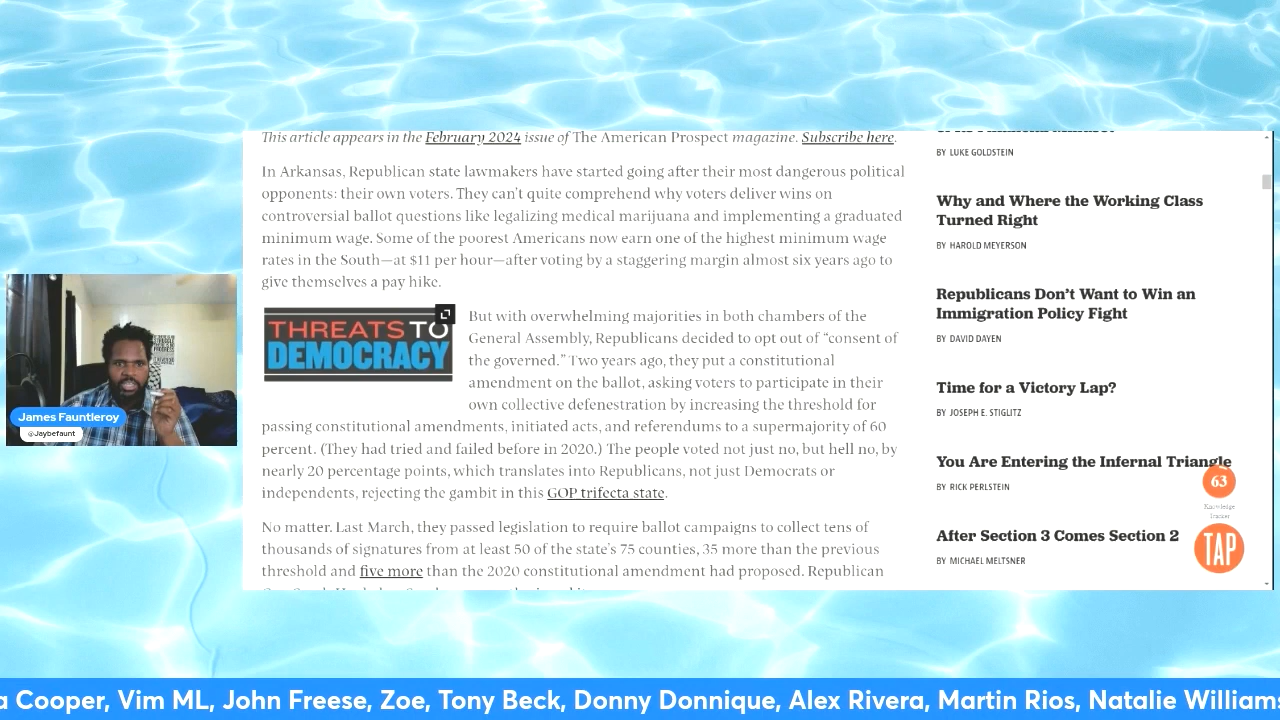 This article appears in the February 2024 issue of The American Prospect magazine. Subscribe here.
In Arkansas, Republican state lawmakers have started going after their most dangerous political
opponents: their own voters. They can't quite comprehend why voters deliver wins on
controversial ballot questions like legalizing medical marijuana and implementing a graduated
minimum wage. Some of the poorest Americans now earn one of the highest minimum wage
rates in the South—at $11 per hour—after voting by a staggering margin almost six years ago to
give themselves a pay hike.
THREATS TO
DEMOCRACY
But with overwhelming majorities in both chambers of the
General Assembly, Republicans decided to opt out of “consent of
the governed.” Two years ago, they put a constitutional
amendment on the ballot, asking voters to participate in their
own collective defenestration by increasing the threshold for
passing constitutional amendments, initiated acts, and referendums to a supermajority of 60
percent. (They had tried and failed before in 2020.) The people voted not just no, but hell no, by
nearly 20 percentage points, which translates into Republicans, not just Democrats or
independents, rejecting the gambit in this GOP trifecta state.
No matter. Last March, they passed legislation to require ballot campaigns to collect tens of
thousands of signatures from at least 50 of the state's 75 counties, 35 more than the previous
threshold and five more than the 2020 constitutional amendment had proposed. Republican
BY LUKE GOLDSTEIN
Why and Where the Working Class
Turned Right
BY HAROLD MEYERSON
Republicans Don't Want to Win an
Immigration Policy Fight
BY DAVID DAYEN
Time for a Victory Lap?
BY JOSEPH E. STIGLITZ
You Are Entering the Infernal Triangle
BY RICK PERLSTEIN
63
Knowledge
Tracker
After Section 3 Comes Section 2
BY MICHAEL MELTSNER
TAP
James Fauntleroy
@Jaybefaunt
a Cooper, Vim ML, John Freese, Zoe, Tony Beck, Donny Donnique, Alex Rivera, Martin Rios, Natalie Williams